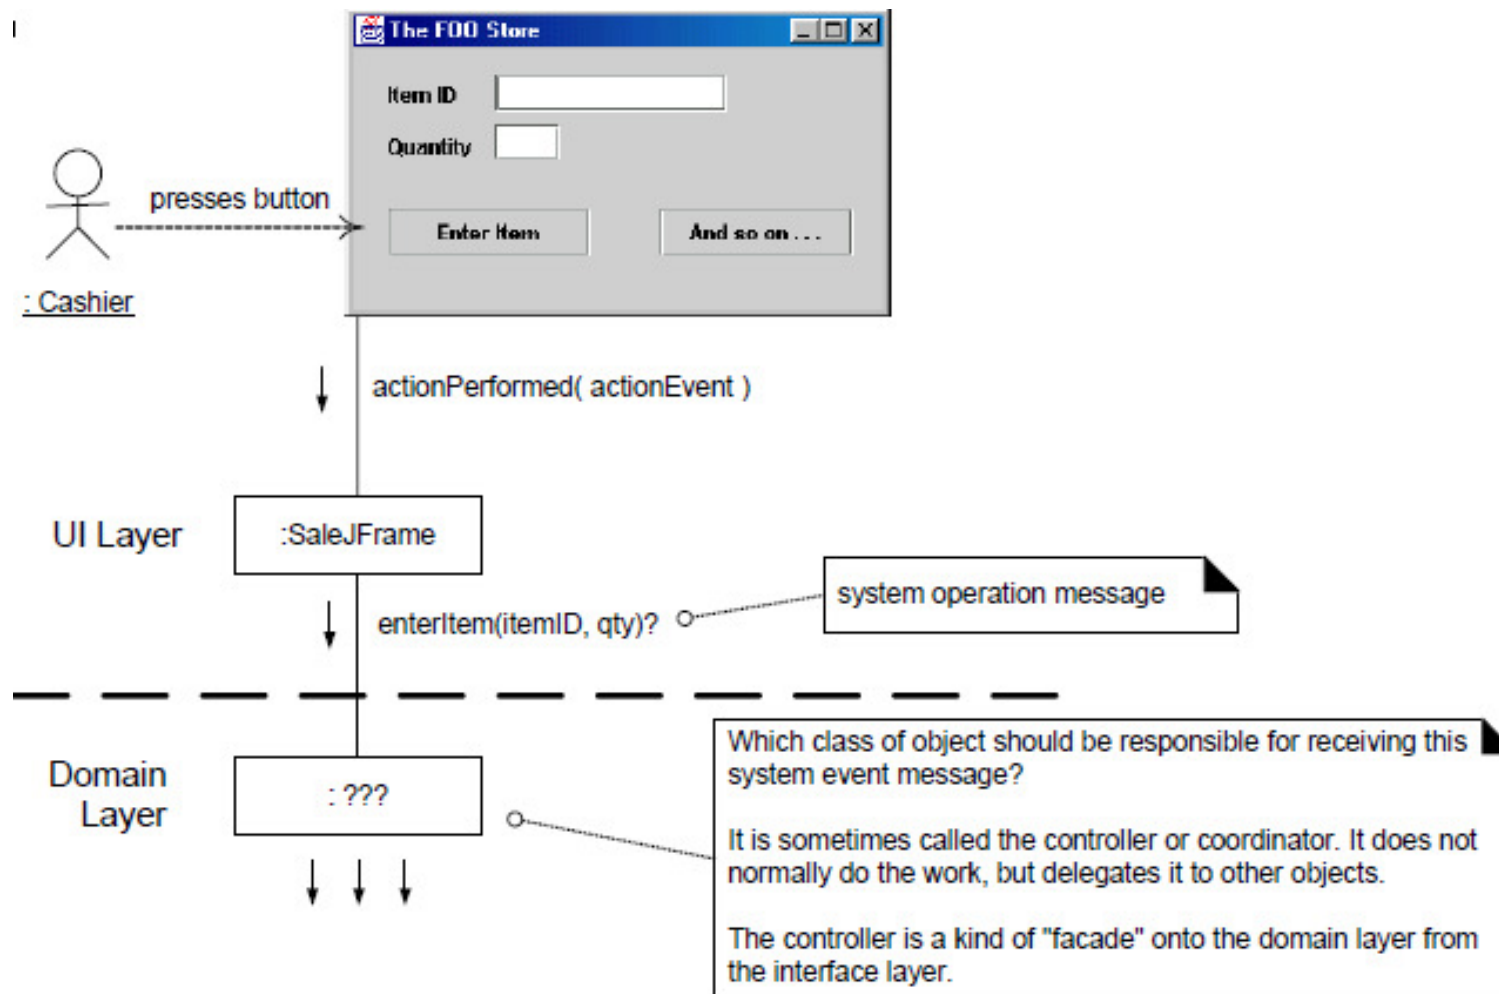 The FOO Store
Item ID
Quantity
presses button
Enter Item
And so on . . .
: Cashier
actionPerformed( actionEvent )
UI Layer
:SaleJFrame
system operation message
enterItem(itemID, qty)?
Domain
Layer
: ???
Which class of object should be responsible for receiving this
system event message?
It is sometimes called the controller or coordinator. It does not
normally do the work, but delegates it to other objects.
The controller is a kind of "facade" onto the domain layer from
the interface layer.